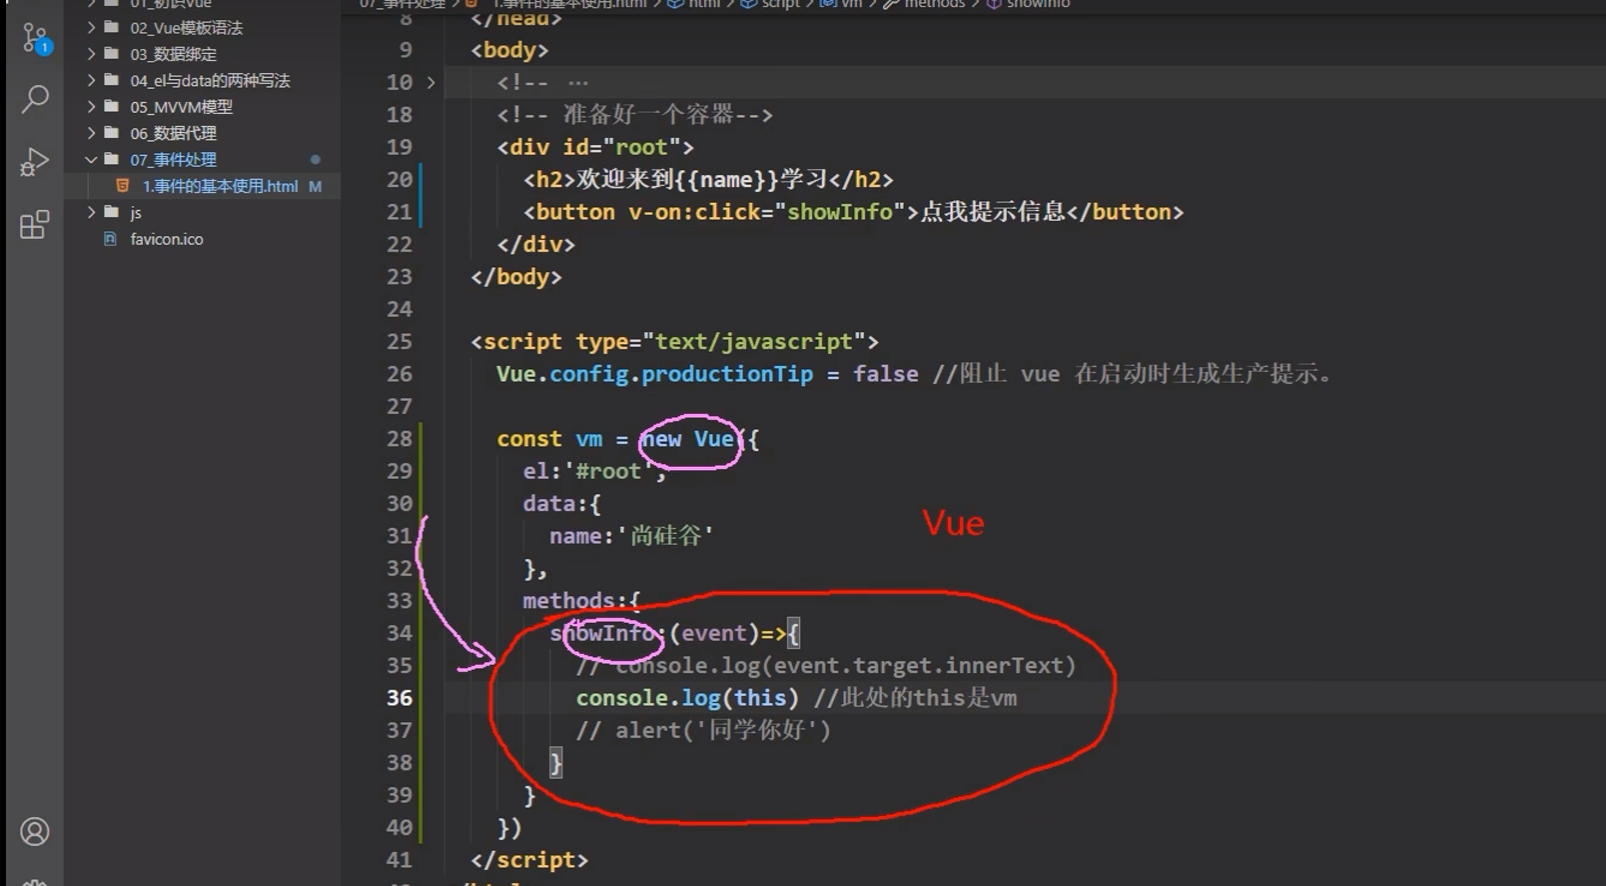 01_初识Vue
02_Vue模板语法
03_数据绑定
04_el与data的两种写法
05_MVVM模型
06_数据代理
07_事件处理
1.事件的基本使用.html M
js
favicon.ico
1
07_事件处理 > 1.事件的基本使用.html > html > script > vm > methods > showInfo
8 </head>
9 <body>
10 > <!-- ⋯
18 <!-- 准备好一个容器-->
19 <div id="root">
20 <h2>欢迎来到{{name}}学习</h2>
21 <button v-on:click="showInfo">点我提示信息</button>
22 </div>
23 </body>
24
25 <script type="text/javascript">
26 Vue.config.productionTip = false //阻止 vue 在启动时生成生产提示。
27
28 const vm = new Vue({
29 el:'#root',
30 data:{
31 name:'尚硅谷'
32 },
33 methods:{
34 showInfo:(event)=>{
35 // console.log(event.target.innerText)
36 console.log(this) //此处的this是vm
37 // alert('同学你好')
38 }
39 }
40 })
41 </script>
Vue